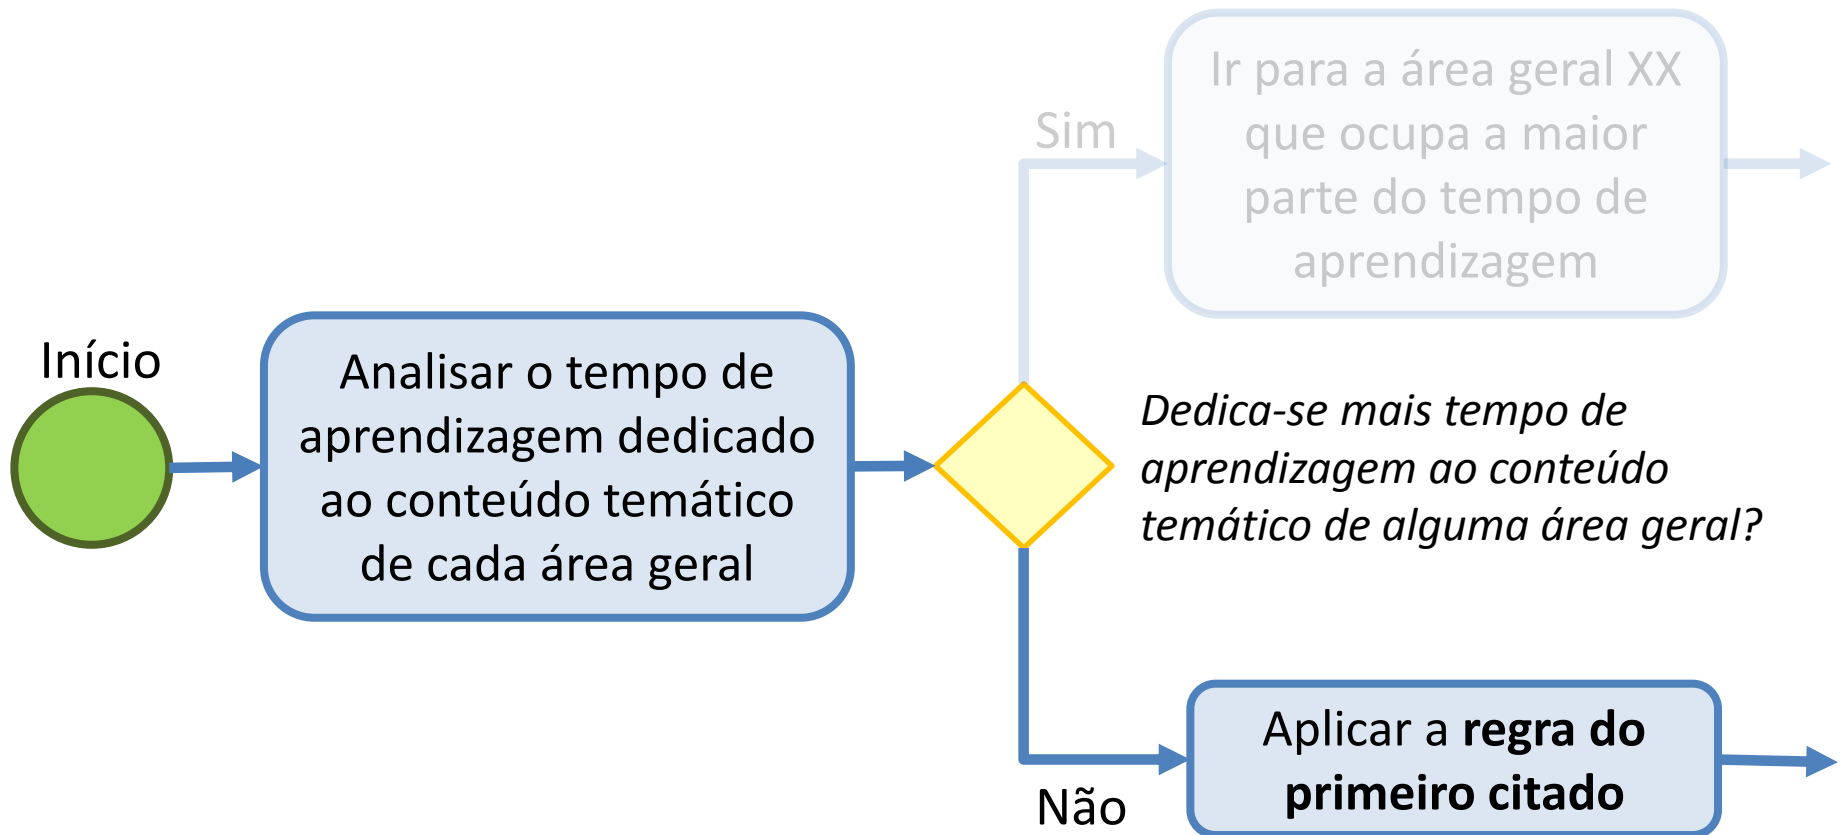 Início
Analisar o tempo de
aprendizagem dedicado
ao conteúdo temático
de cada área geral
Sim
Ir para a área geral XX
que ocupa a maior
parte do tempo de
aprendizagem
Dedica-se mais tempo de
aprendizagem ao conteúdo
temático de alguma área geral?
Não
Aplicar a regra do
primeiro citado